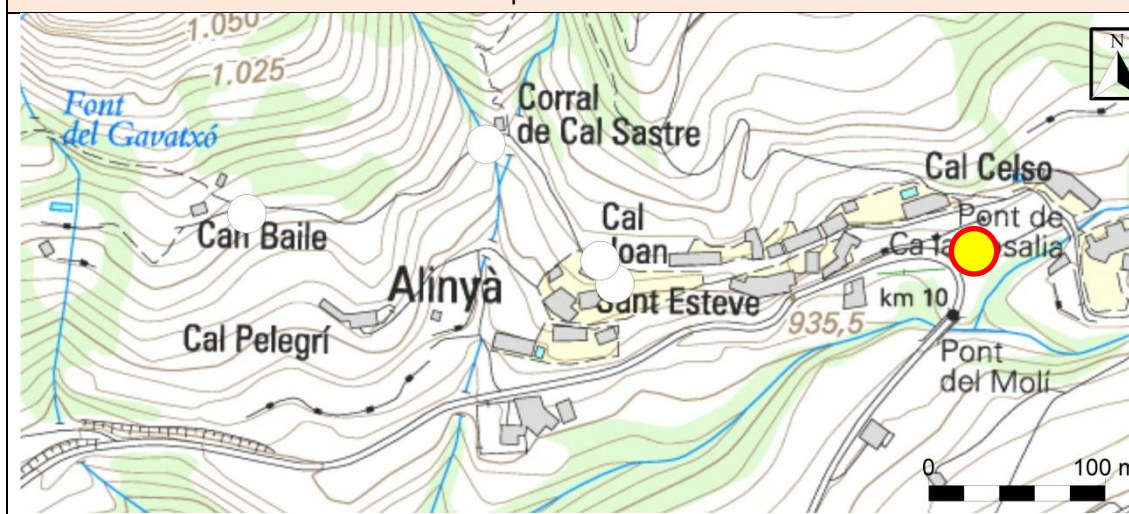 1.050
1.025
Font
del Gavatxó
Corral
de Cal Sastre
Can Baile
Cal
Alinyà
Sant Esteve
Cal Pelegrí
Cal Celso
Pont de
km 10
935,5
Pont
del Molí
N
0
100 m